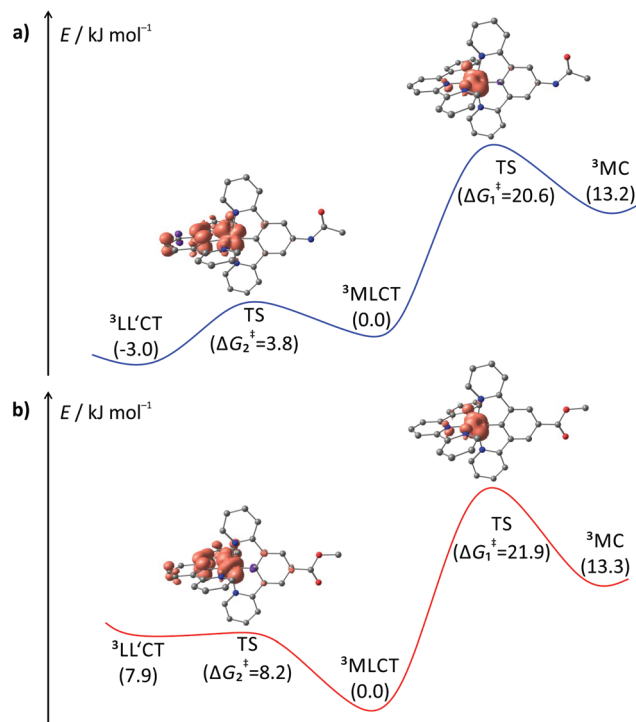 a)
E / kJ mol⁻¹
TS
(ΔG₁‡=20.6)
³MC
(13.2)
³LL'CT
(-3.0)
TS
(ΔG₂‡=3.8)
³MLCT
(0.0)
b)
E / kJ mol⁻¹
TS
(ΔG₁‡=21.9)
³MC
(13.3)
³LL'CT
(7.9)
TS
(ΔG₂‡=8.2)
³MLCT
(0.0)